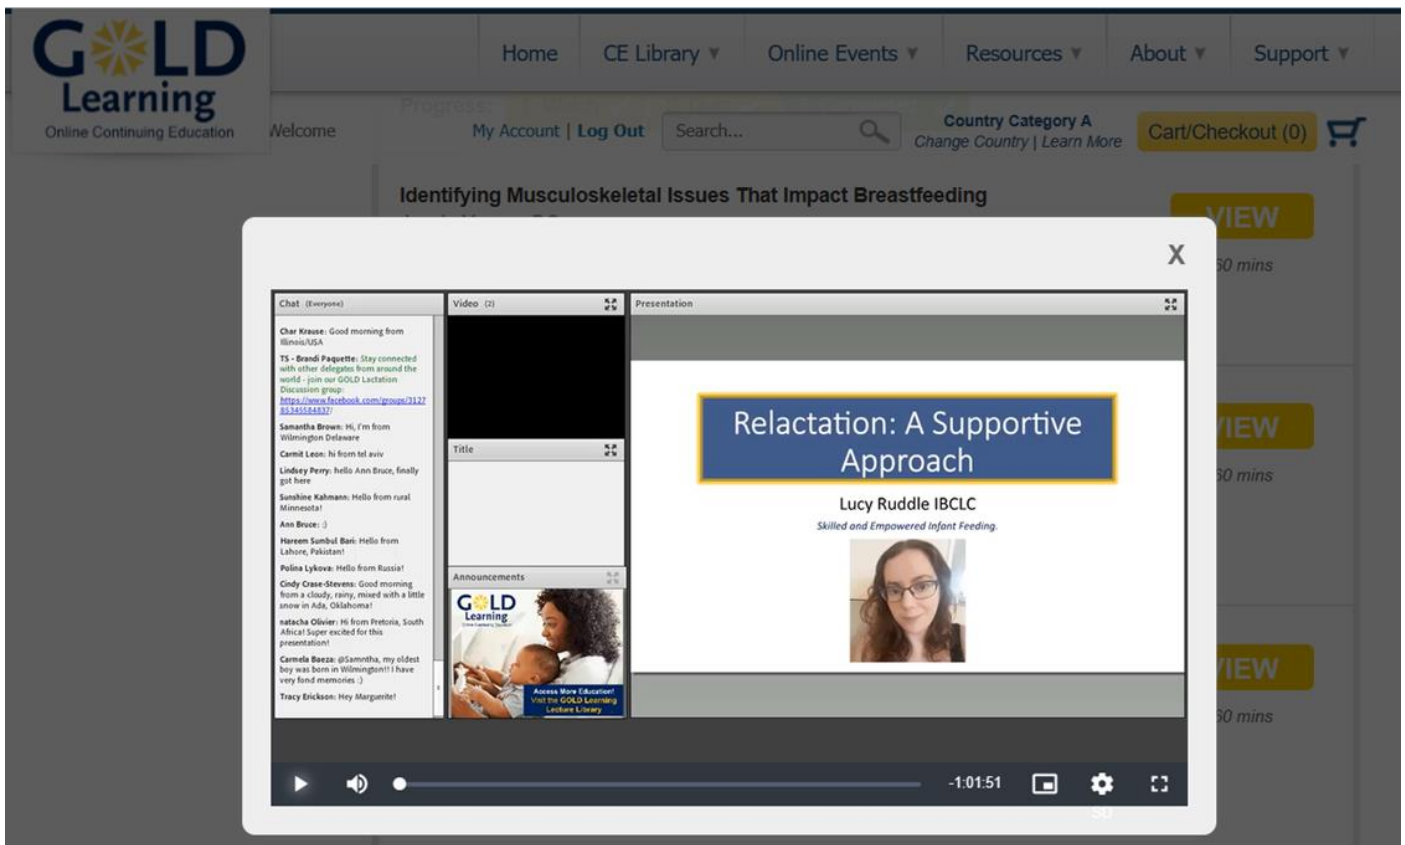 GOLD
Learning
Online Continuing Education
Home
CE Library
Online Events
Resources
About
Support
Welcome
Progress:
My Account | Log Out
Search...
Country Category A
Change Country | Learn More
Cart/Checkout (0)
Identifying Musculoskeletal Issues That Impact Breastfeeding
VIEW
60 mins
VIEW
60 mins
VIEW
60 mins
X
Chat (Everyone)
Char Krause: Good morning from
Illinois/USA
TS - Brandi Paquette: Stay connected
with other delegates from around the
world - join our GOLD Lactation
Discussion group:
https://www.facebook.com/groups/3127
85345584837/
Samantha Brown: Hi, I'm from
Wilmington Delaware
Carmit Leon: hi from tel aviv
Lindsey Perry: hello Ann Bruce, finally
got here
Sunshine Kahmann: Hello from rural
Minnesota!
Ann Bruce: :)
Hareem Sumbul Bari: Hello from
Lahore, Pakistan!
Polina Lykova: Hello from Russia!
Cindy Crase-Stevens: Good morning
from a cloudy, rainy, mixed with a little
snow in Ada, Oklahoma!
natacha Olivier: Hi from Pretoria, South
Africa! Super excited for this
presentation!
Carmela Baeza: @Samntha, my oldest
boy was born in Wilmington!! I have
very fond memories :)
Tracy Erickson: Hey Marguerite!
Video (2)
Title
Announcements
GOLD
Learning
Access More Education!
Visit the GOLD Learning
Lecture Library
Presentation
Relactation: A Supportive
Approach
Lucy Ruddle IBCLC
Skilled and Empowered Infant Feeding.
-1:01:51
SD